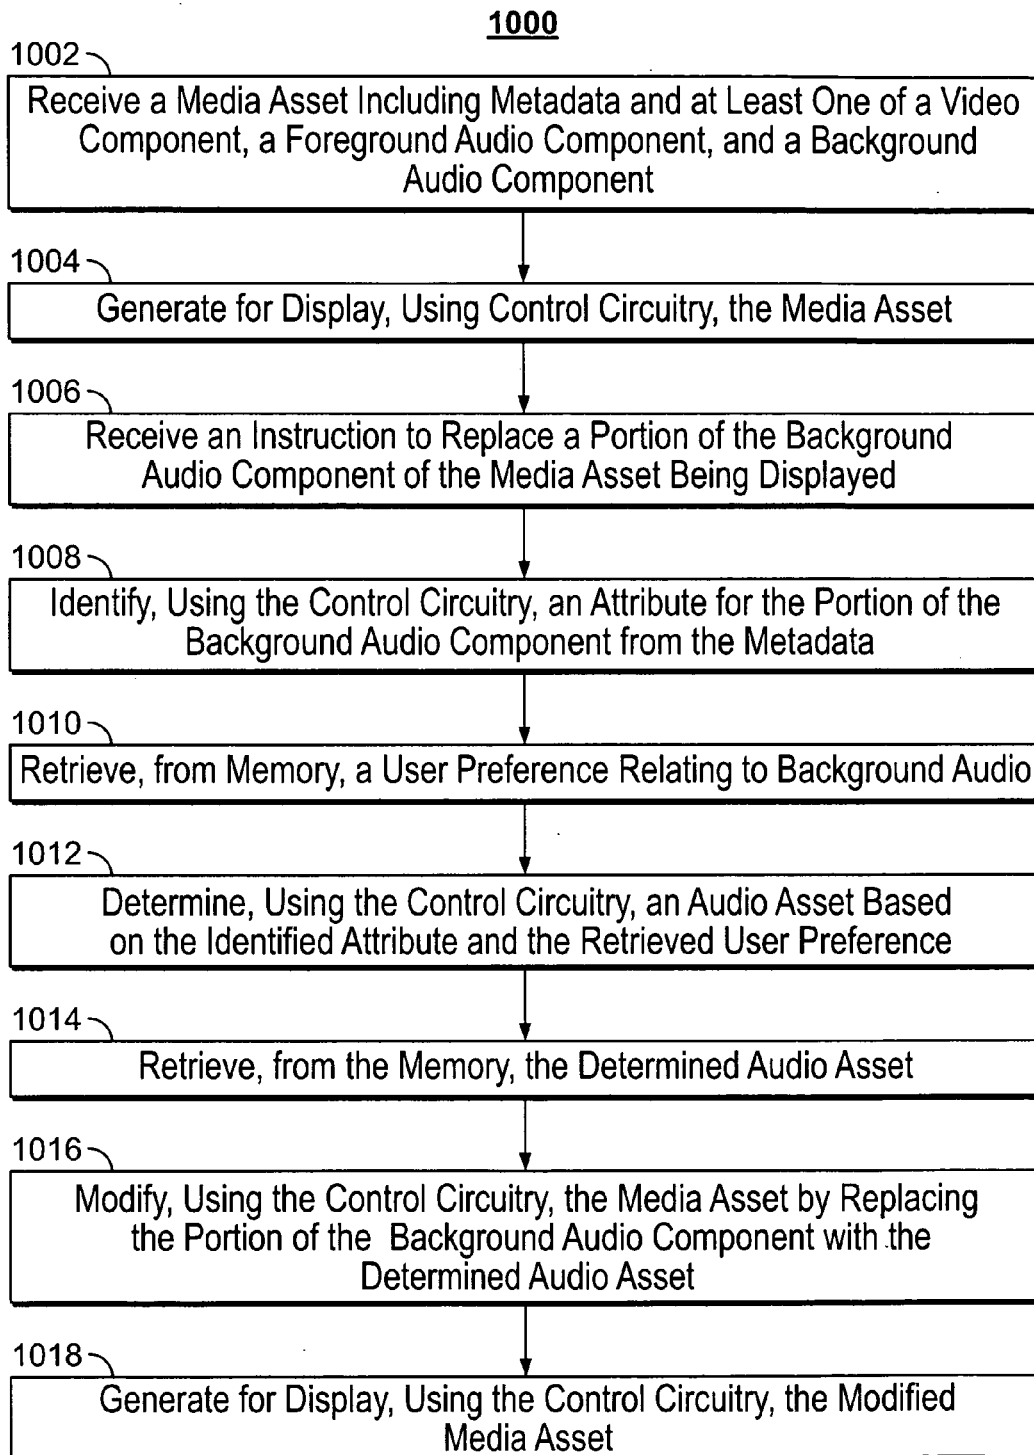 1000
1002
Receive a Media Asset Including Metadata and at Least One of a Video
Component, a Foreground Audio Component, and a Background
Audio Component
1004
Generate for Display, Using Control Circuitry, the Media Asset
1006
Receive an Instruction to Replace a Portion of the Background
Audio Component of the Media Asset Being Displayed
1008
Identify, Using the Control Circuitry, an Attribute for the Portion of the
Background Audio Component from the Metadata
1010
Retrieve, from Memory, a User Preference Relating to Background Audio
1012
Determine, Using the Control Circuitry, an Audio Asset Based
on the Identified Attribute and the Retrieved User Preference
1014
Retrieve, from the Memory, the Determined Audio Asset
1016
Modify, Using the Control Circuitry, the Media Asset by Replacing
the Portion of the Background Audio Component with the
Determined Audio Asset
1018
Generate for Display, Using the Control Circuitry, the Modified
Media Asset